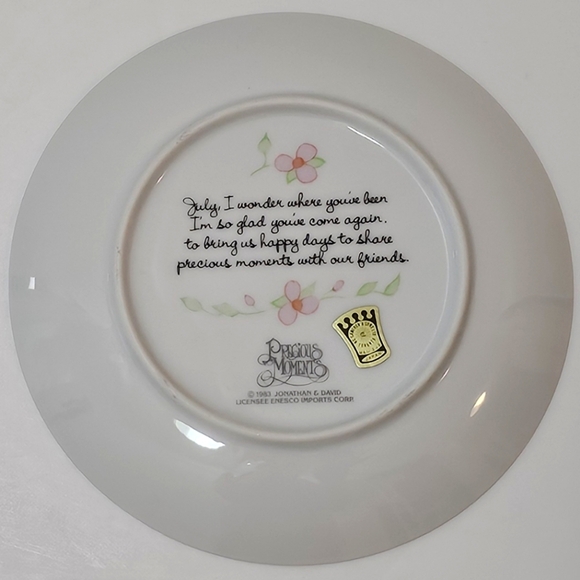 July, I wonder where you've been
I'm so glad you've come again.
to bring us happy days to share
precious moments with our friends.
PRECIOUS
MOMENTS
© 1983 JONATHAN & DAVID
LICENSEE ENESCO IMPORTS CORP.